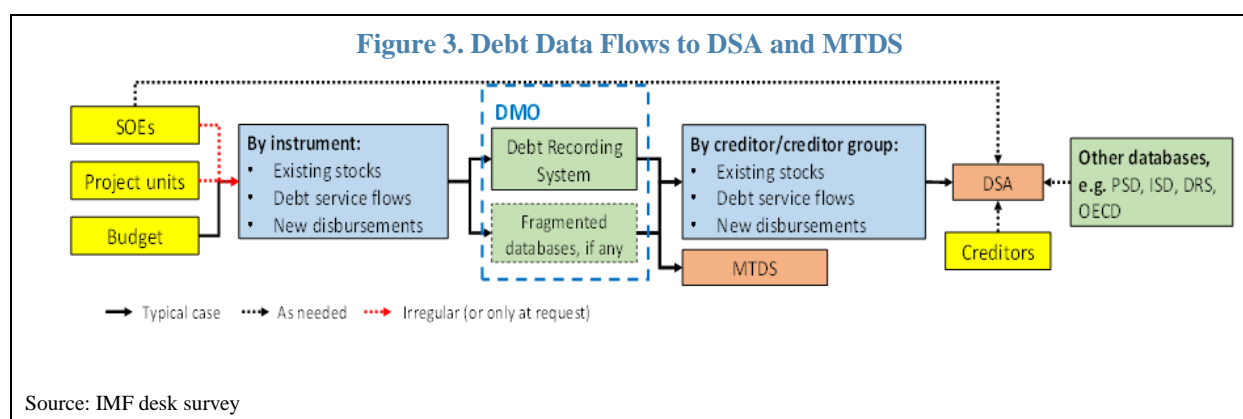 Figure 3. Debt Data Flows to DSA and MTDS
SOEs
Project units
Budget
By instrument:
• Existing stocks
• Debt service flows
• New disbursements
DMO
Debt Recording
System
Fragmented
databases, if any
By creditor/creditor group:
• Existing stocks
• Debt service flows
• New disbursements
MTDS
DSA
Creditors
Other databases,
e.g. PSD, ISD, DRS,
OECD
Typical case
As needed
Irregular (or only at request)
Source: IMF desk survey